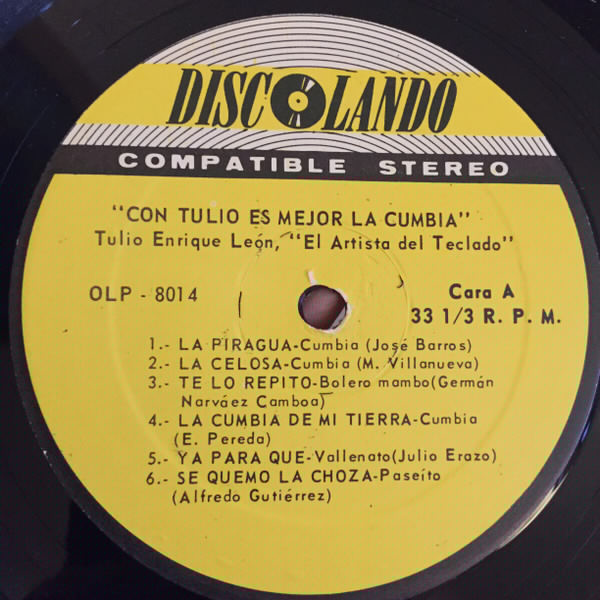 DISCOLANDO
COMPATIBLE STEREO
"CON TULIO ES MEJOR LA CUMBIA"
Tulio Enrique León, "El Artista del Teclado"
OLP - 8014
Cara A
33 1/3 R. P. M.
1.- LA PIRAGUA-Cumbia (José Barros)
2.- LA CELOSA-Cumbia (M. Villanueva)
3.- TE LO REPITO-Bolero mambo(Germán
Narváez Camboa)
4.- LA CUMBIA DE MI TIERRA-Cumbia
(E. Pereda)
5.- YA PARA QUE-Vallenato(Julio Erazo)
6.- SE QUEMO LA CHOZA-Paseíto
(Alfredo Gutiérrez)